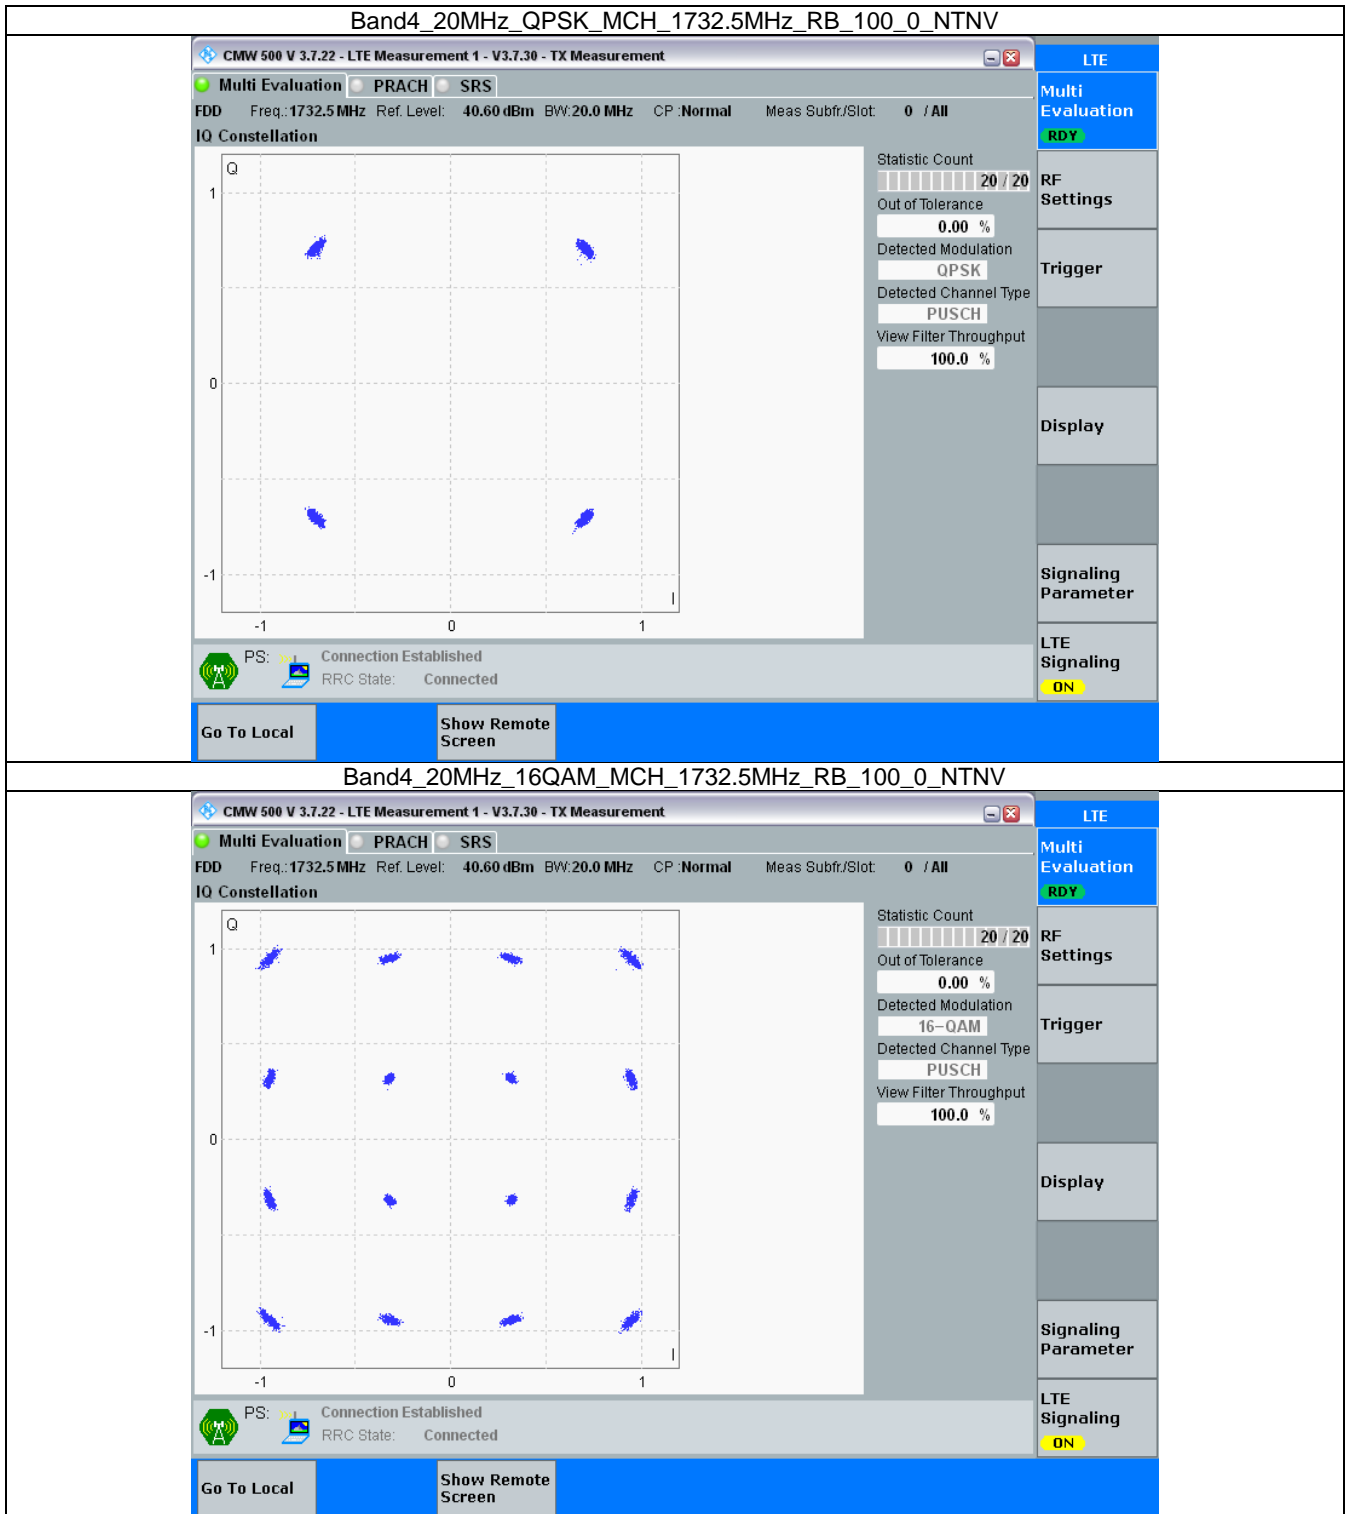 Band4_20MHz_QPSK_MCH_1732.5MHz_RB_100_0_NTNV
CMW 500 V 3.7.22 - LTE Measurement 1 - V3.7.30 - TX Measurement
LTE
Multi Evaluation PRACH SRS
FDD Freq.: 1732.5 MHz Ref. Level: 40.60 dBm BW: 20.0 MHz CP : Normal Meas Subfr./Slot: 0 / All
IQ Constellation
Q
1
0
-1
I
-1 0 1
Statistic Count
20 / 20
Out of Tolerance
0.00 %
Detected Modulation
QPSK
Detected Channel Type
PUSCH
View Filter Throughput
100.0 %
Multi
Evaluation
RDY
RF
Settings
Trigger
Display
Signaling
Parameter
LTE
Signaling
ON
PS: Connection Established
RRC State: Connected
Go To Local
Show Remote
Screen
Band4_20MHz_16QAM_MCH_1732.5MHz_RB_100_0_NTNV
CMW 500 V 3.7.22 - LTE Measurement 1 - V3.7.30 - TX Measurement
LTE
Multi Evaluation PRACH SRS
FDD Freq.: 1732.5 MHz Ref. Level: 40.60 dBm BW: 20.0 MHz CP : Normal Meas Subfr./Slot: 0 / All
IQ Constellation
Q
1
0
-1
I
-1 0 1
Statistic Count
20 / 20
Out of Tolerance
0.00 %
Detected Modulation
16-QAM
Detected Channel Type
PUSCH
View Filter Throughput
100.0 %
Multi
Evaluation
RDY
RF
Settings
Trigger
Display
Signaling
Parameter
LTE
Signaling
ON
PS: Connection Established
RRC State: Connected
Go To Local
Show Remote
Screen